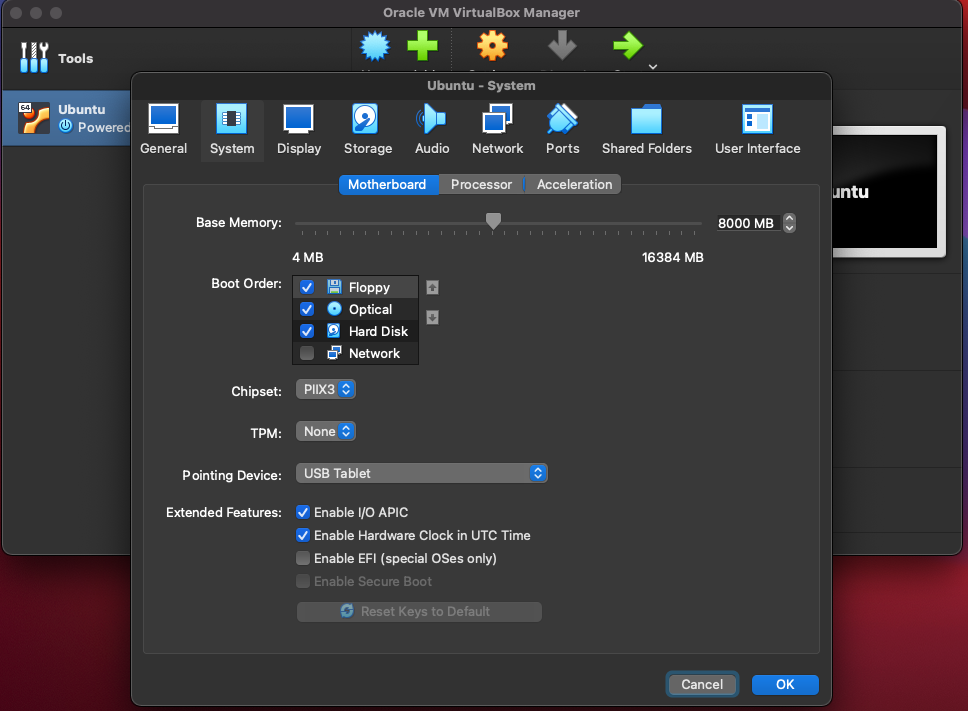 Oracle VM VirtualBox Manager
Tools
Ubuntu - System
64
Ubuntu
Powered
General System Display Storage Audio Network Ports Shared Folders User Interface
Motherboard Processor Acceleration
Base Memory: 8000 MB
4 MB 16384 MB
Boot Order:
Floppy
Optical
Hard Disk
Network
Chipset: PIIX3
TPM: None
Pointing Device: USB Tablet
Extended Features: Enable I/O APIC
Enable Hardware Clock in UTC Time
Enable EFI (special OSes only)
Enable Secure Boot
Reset Keys to Default
Cancel OK
untu